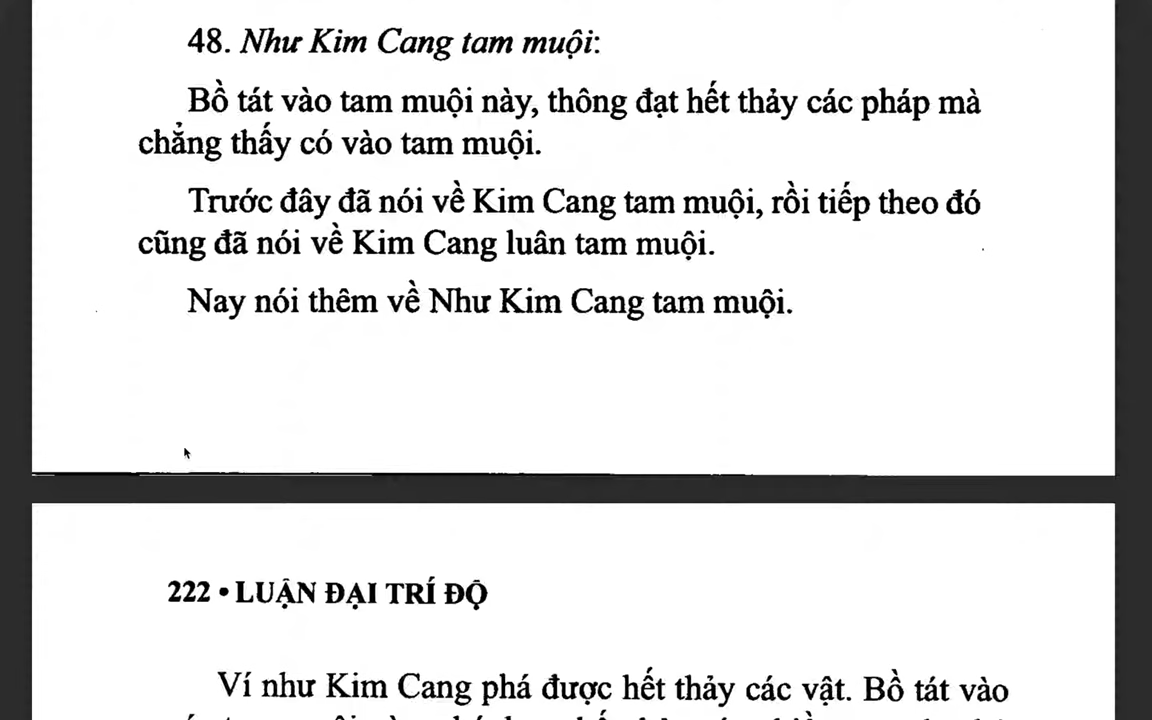 48. Như Kim Cang tam muội:
Bồ tát vào tam muội này, thông đạt hết thảy các pháp mà
chẳng thấy có vào tam muội.
Trước đây đã nói về Kim Cang tam muội, rồi tiếp theo đó
cũng đã nói về Kim Cang luân tam muội.
Nay nói thêm về Như Kim Cang tam muội.
222 • LUẬN ĐẠI TRÍ ĐỘ
Ví như Kim Cang phá được hết thảy các vật. Bồ tát vào